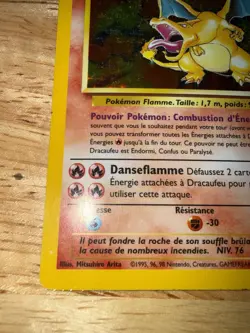 Pokémon Flamme. Taille : 1,7 m, poids :
Pouvoir Pokémon : Combustion d'Éne
souvent que vous le souhaitez pendant votre tour (avant vot
vous pouvez transformer toutes les Énergies attachées à
Énergies jusqu'à la fin du tour. Ce pouvoir ne peut être
Dracaufeu est Endormi, Confus ou Paralysé.
Danseflamme Défaussez 2 cart
Énergie attachées à Dracaufeu pour
utiliser cette attaque.
esse
Résistance
-30
Il peut fondre la roche de son souffle brûla
de nombreux incendies. NIV. 76
Illus. Mitsuhiro Arita
©1995, 96, 98 Nintendo, Creatures, GAMEFREAK